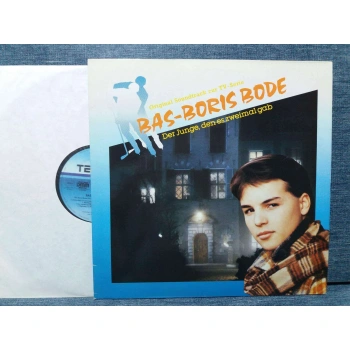 Original Soundtrack zur TV-Serie
BAS-BORIS BODE
Der Junge, den es zweimal gab
TE